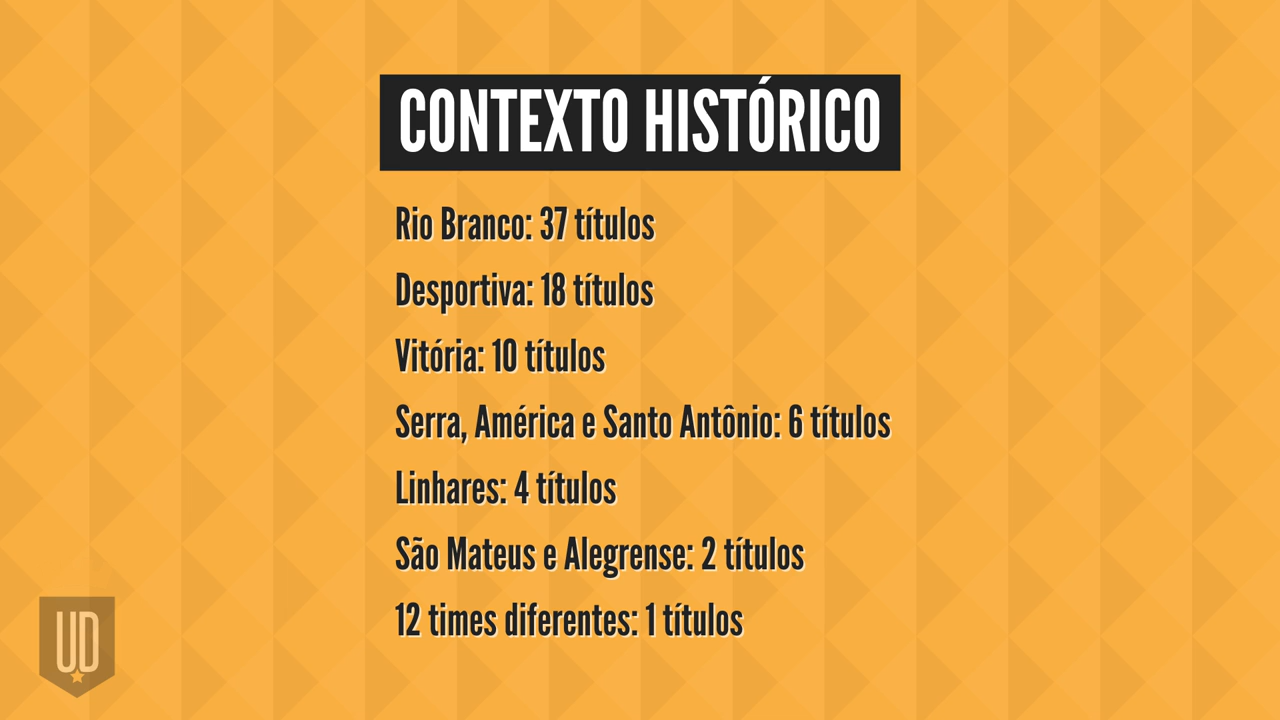 CONTEXTO HISTÓRICO
Rio Branco: 37 títulos
Desportiva: 18 títulos
Vitória: 10 títulos
Serra, América e Santo Antônio: 6 títulos
Linhares: 4 títulos
São Mateus e Alegrense: 2 títulos
12 times diferentes: 1 títulos
UD